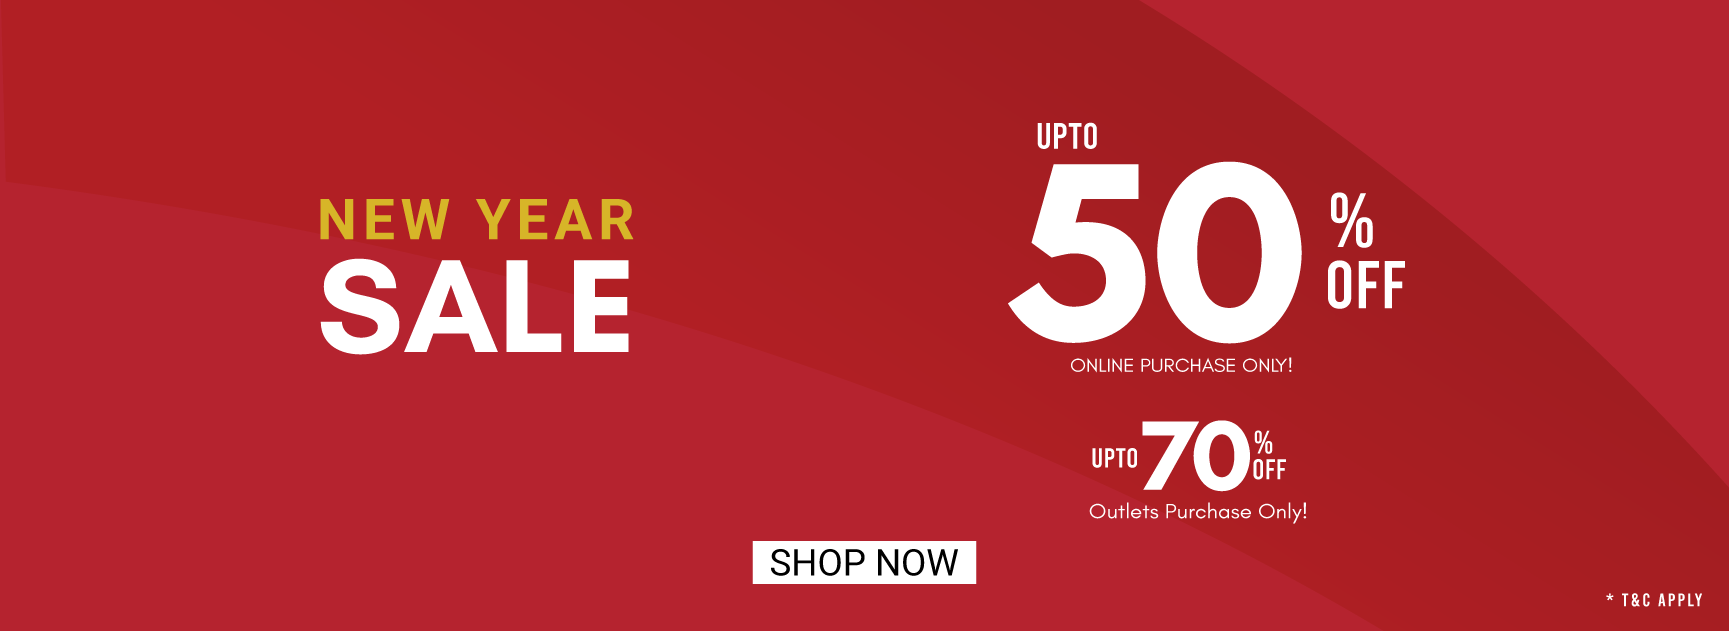 NEW YEAR
SALE
UPTO
50
%
OFF
ONLINE PURCHASE ONLY!
UPTO 70 % OFF
Outlets Purchase Only!
SHOP NOW
* T&C APPLY